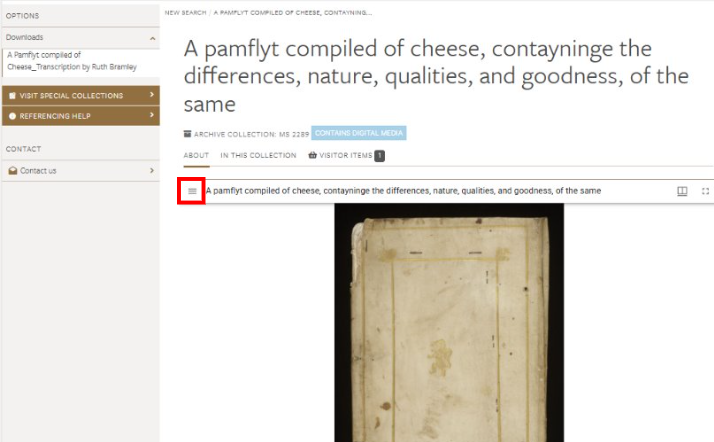 OPTIONS
Downloads
A Pamflyt compiled of
Cheese_Transcription by Ruth Bramley
VISIT SPECIAL COLLECTIONS
REFERENCING HELP
CONTACT
Contact us
NEW SEARCH / A PAMFLYT COMPILED OF CHEESE, CONTAYNING...
A pamflyt compiled of cheese, contayninge the
differences, nature, qualities, and goodness, of the
same
ARCHIVE COLLECTION: MS 2289 CONTAINS DIGITAL MEDIA
ABOUT IN THIS COLLECTION VISITOR ITEMS 1
A pamflyt compiled of cheese, contayninge the differences, nature, qualities, and goodness, of the same